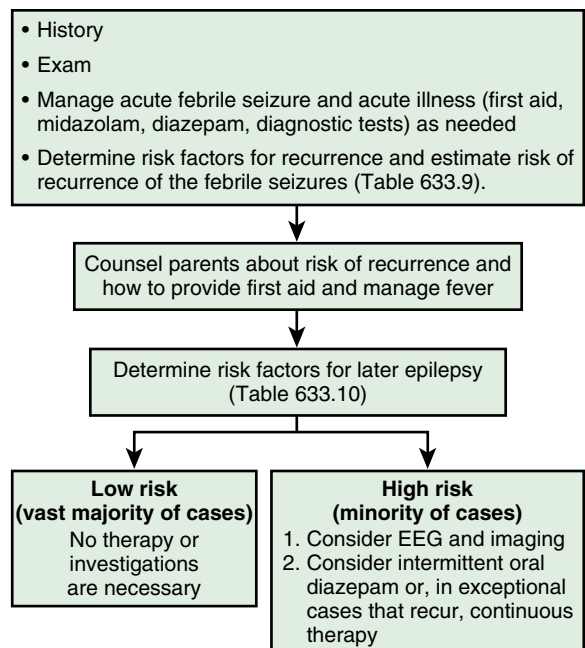 • History
• Exam
• Manage acute febrile seizure and acute illness (first aid,
midazolam, diazepam, diagnostic tests) as needed
• Determine risk factors for recurrence and estimate risk of
recurrence of the febrile seizures (Table 633.9).
Counsel parents about risk of recurrence and
how to provide first aid and manage fever
Determine risk factors for later epilepsy
(Table 633.10)
Low risk
(vast majority of cases)
No therapy or
investigations
are necessary
High risk
(minority of cases)
1. Consider EEG and imaging
2. Consider intermittent oral
diazepam or, in exceptional
cases that recur, continuous
therapy